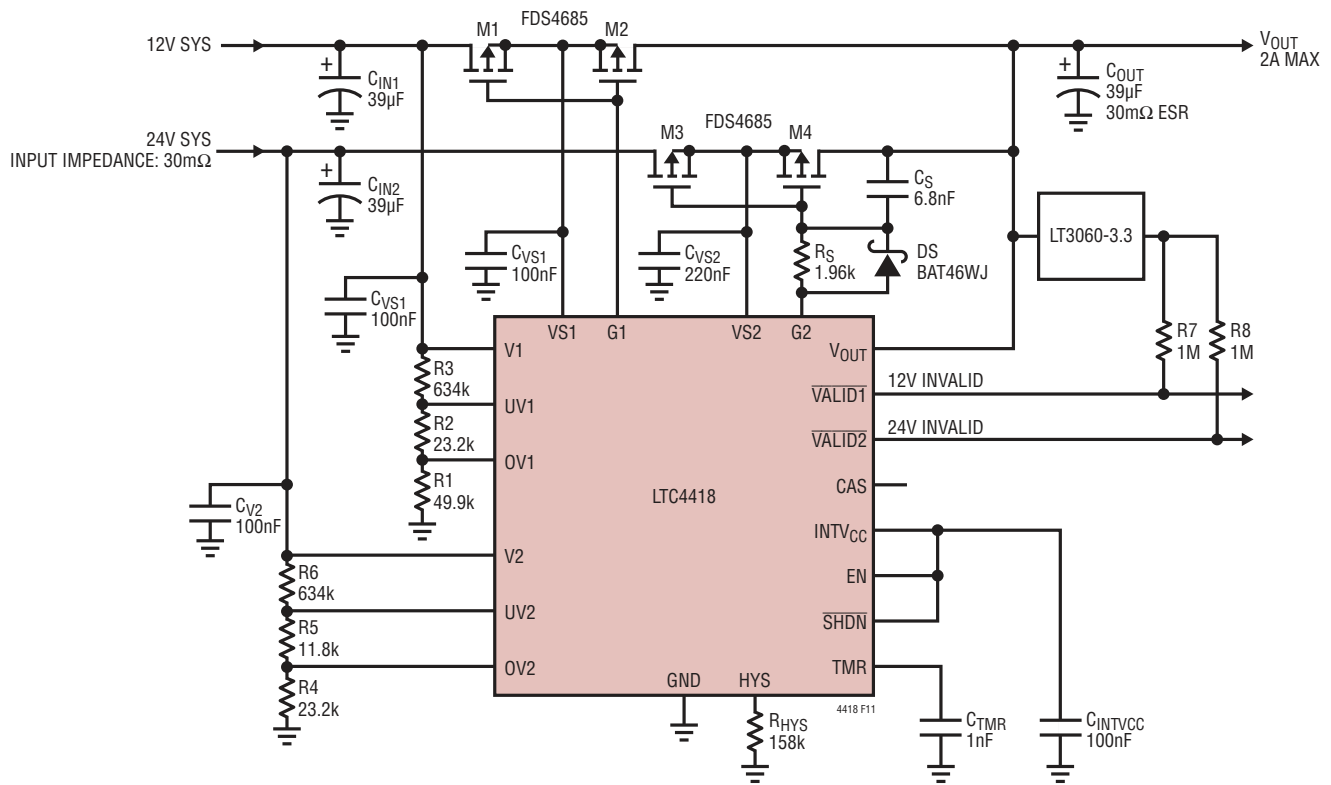 FDS4685
M1
M2
12V SYS
+
CIN1
39µF
VOUT
2A MAX
+
COUT
39µF
30mΩ ESR
24V SYS
INPUT IMPEDANCE: 30mΩ
FDS4685
M3
M4
+
CIN2
39µF
CS
6.8nF
LT3060-3.3
CVS1
100nF
CVS2
220nF
RS
1.96k
DS
BAT46WJ
CVS1
100nF
VS1
G1
VS2
G2
R7
1M
R8
1M
V1
VOUT
R3
634k
VALID1
12V INVALID
UV1
R2
23.2k
VALID2
24V INVALID
OV1
R1
49.9k
CAS
LTC4418
CV2
100nF
INTVCC
V2
EN
R6
634k
UV2
SHDN
R5
11.8k
OV2
TMR
R4
23.2k
GND
HYS
4418 F11
RHYS
158k
CTMR
1nF
CINTVCC
100nF